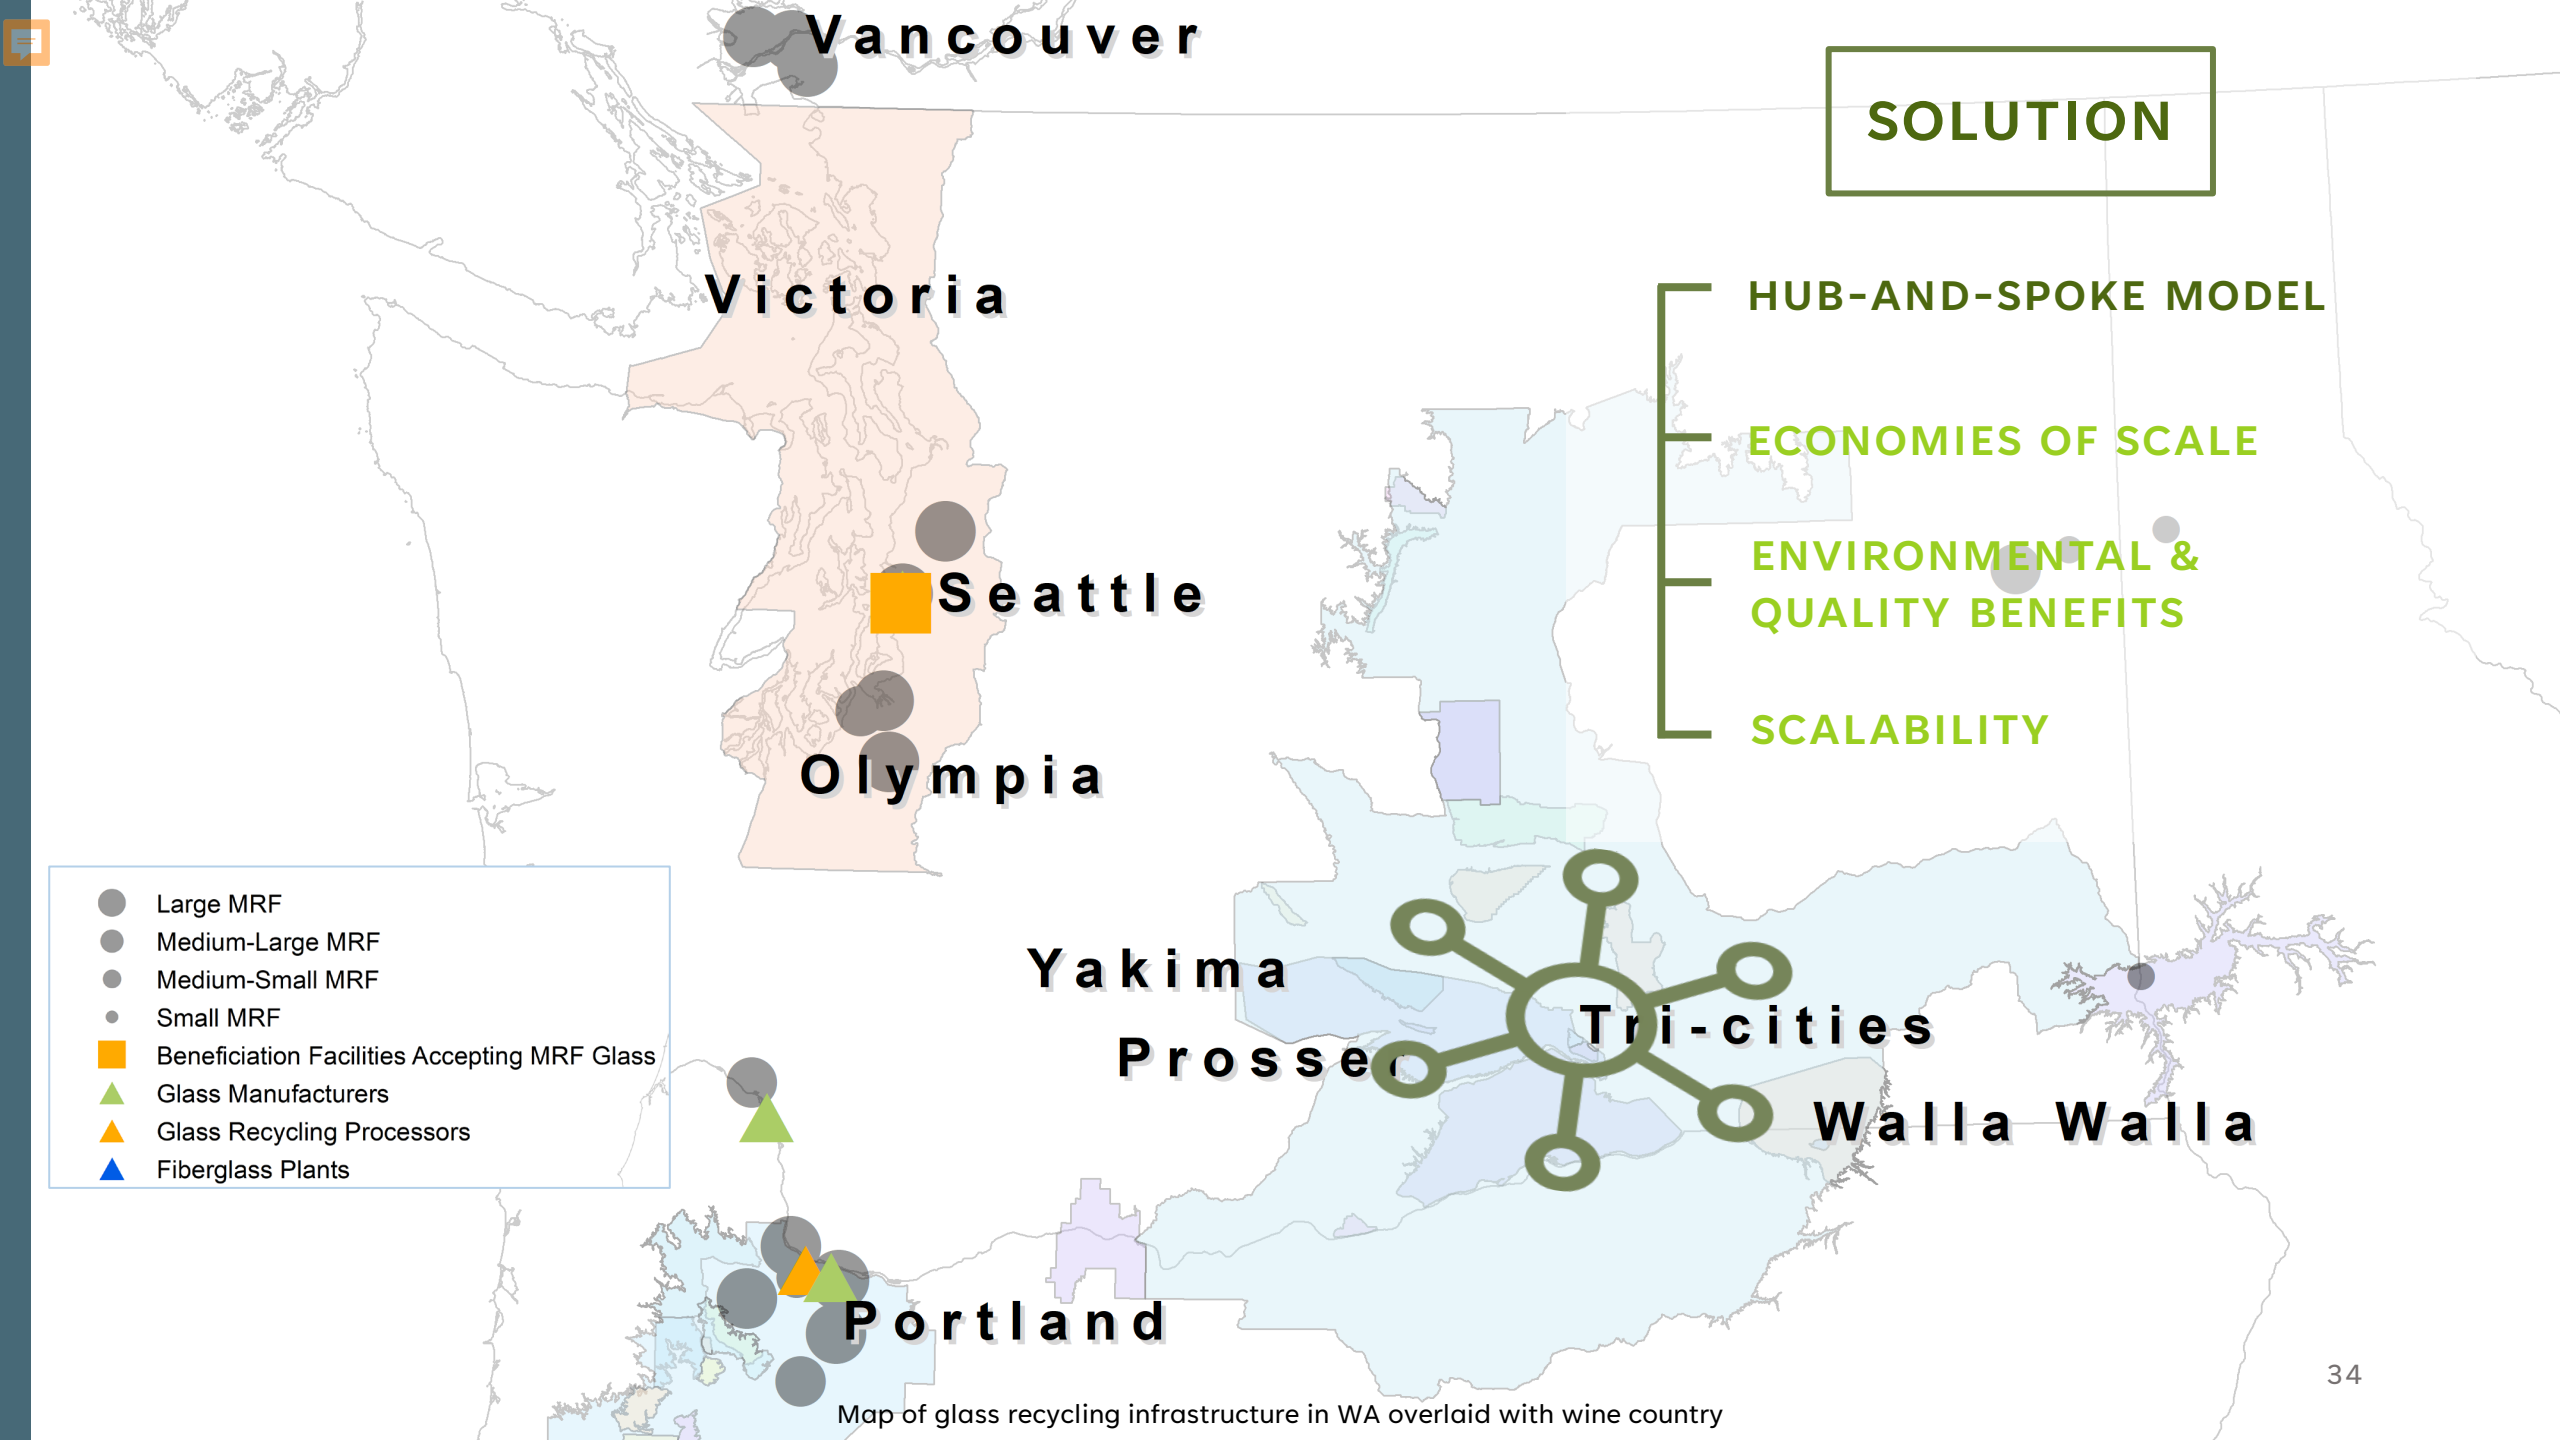 Vancouver
SOLUTION
Victoria
HUB-AND-SPOKE MODEL
ECONOMIES OF SCALE
ENVIRONMENTAL &
QUALITY BENEFITS
Seattle
SCALABILITY
Olympia
Large MRF
Medium-Large MRF
Medium-Small MRF
Small MRF
Beneficiation Facilities Accepting MRF Glass
Glass Manufacturers
Glass Recycling Processors
Fiberglass Plants
Yakima
Tri-cities
Prosser
Walla Walla
Portland
34
Map of glass recycling infrastructure in WA overlaid with wine country